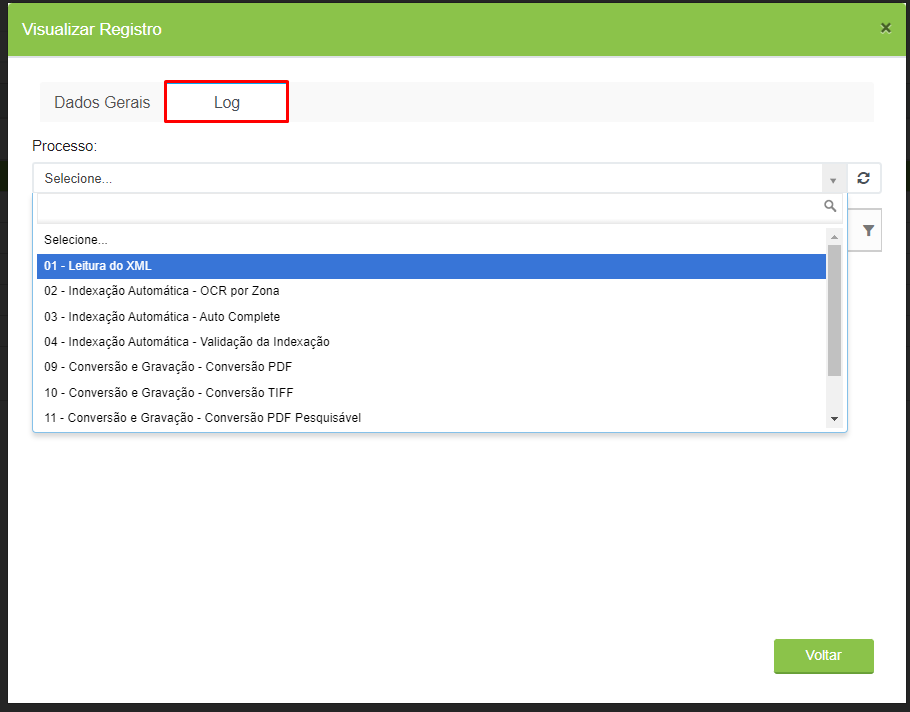 Visualizar Registro
×
Dados Gerais
Log
Processo:
Selecione...
Selecione...
01 - Leitura do XML
02 - Indexação Automática - OCR por Zona
03 - Indexação Automática - Auto Complete
04 - Indexação Automática - Validação da Indexação
09 - Conversão e Gravação - Conversão PDF
10 - Conversão e Gravação - Conversão TIFF
11 - Conversão e Gravação - Conversão PDF Pesquisável
Voltar